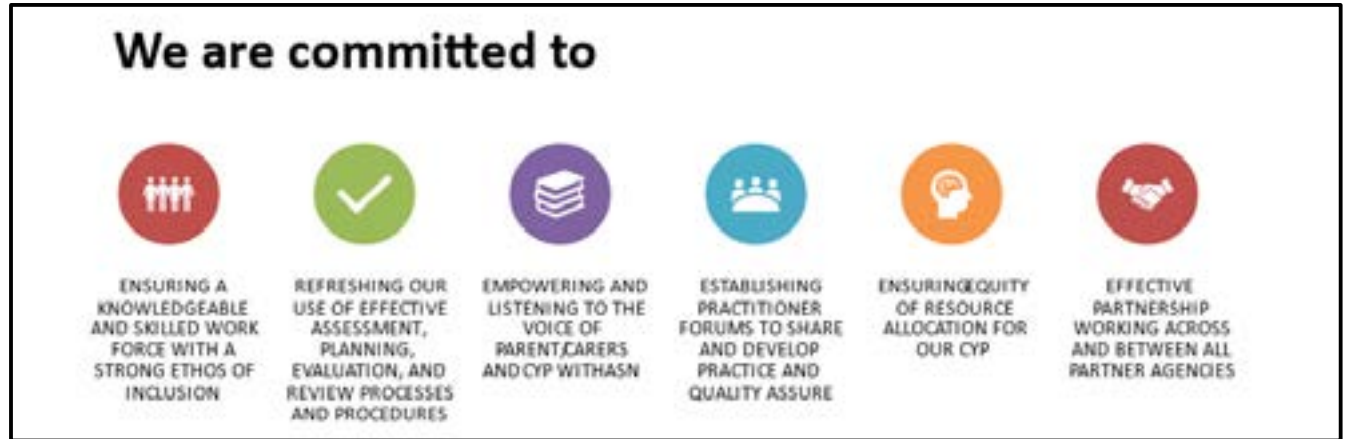 We are committed to
ENSURING A
KNOWLEDGEABLE
AND SKILLED WORK
FORCE WITH A
STRONG ETHOS OF
INCLUSION
REFRESHING OUR
USE OF EFFECTIVE
ASSESSMENT,
PLANNING,
EVALUATION, AND
REVIEW PROCESSES
AND PROCEDURES
EMPOWERING AND
LISTENING TO THE
VOICE OF
PARENT/CARERS
AND CYP WITHASN
ESTABLISHING
PRACTITIONER
FORUMS TO SHARE
AND DEVELOP
PRACTICE AND
QUALITY ASSURE
ENSURING EQUITY
OF RESOURCE
ALLOCATION FOR
OUR CYP
EFFECTIVE
PARTNERSHIP
WORKING ACROSS
AND BETWEEN ALL
PARTNER AGENCIES